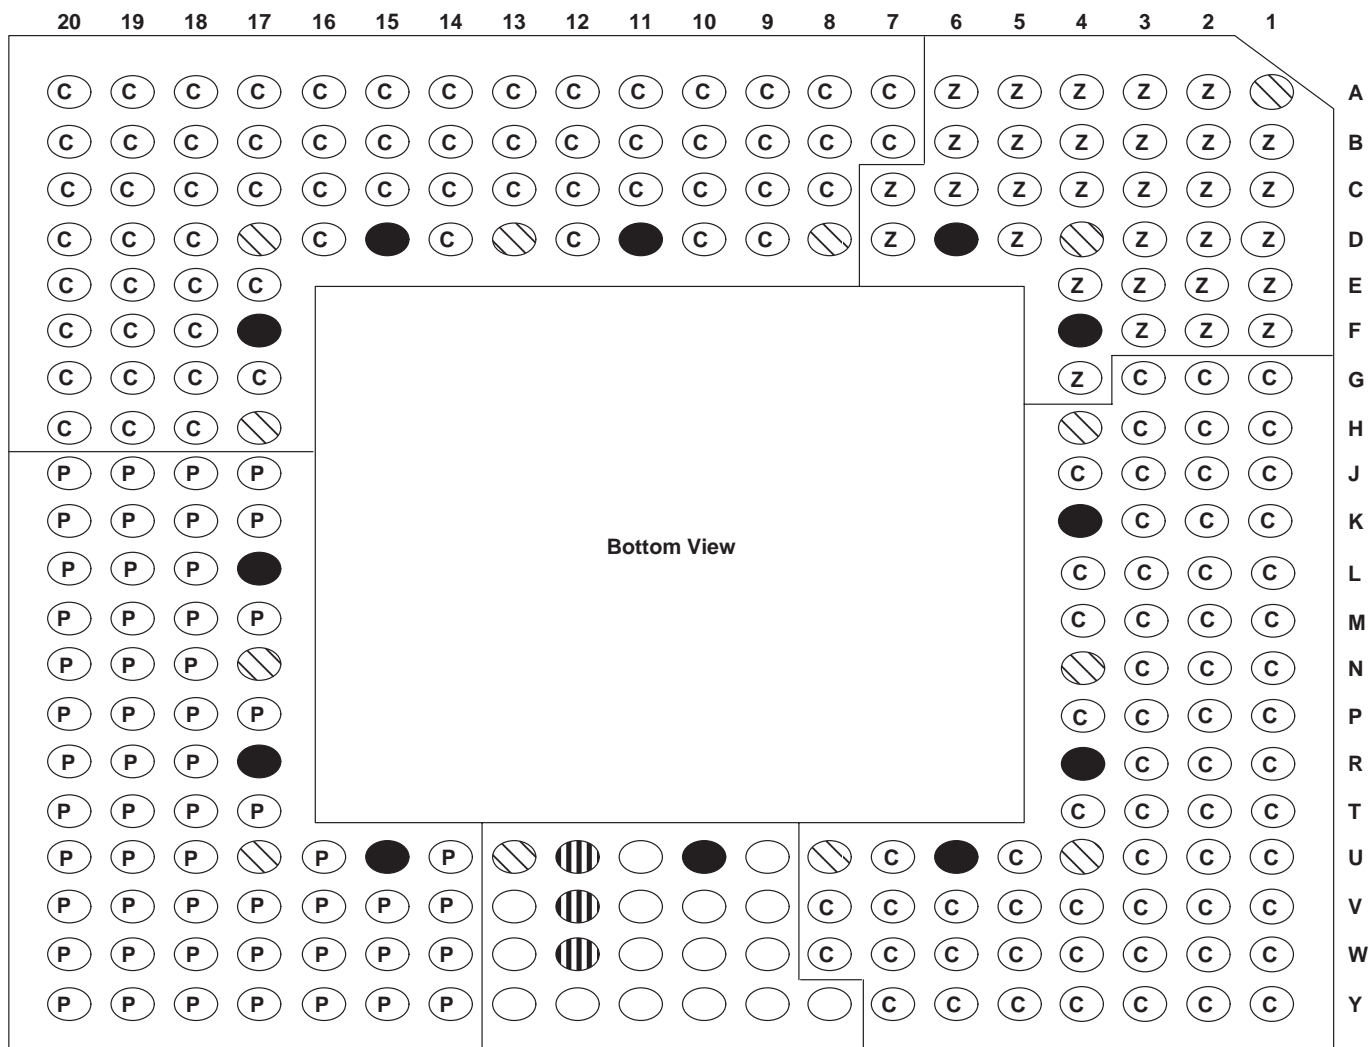 20 19 18 17 16 15 14 13 12 11 10 9 8 7 6 5 4 3 2 1
C C C C C C C C C C C C C C Z Z Z Z Z A
C C C C C C C C C C C C C C Z Z Z Z Z Z B
C C C C C C C C C C C C C Z Z Z Z Z Z Z C
C C C C C C C C Z Z Z Z Z D
C C C C Z Z Z Z E
C C C Z Z Z F
C C C C Z C C C G
C C C C C C H
P P P P C C C C J
P P P P C C C K
Bottom View
P P P C C C C L
P P P P C C C C M
P P P C C C N
P P P P C C C C P
P P P C C C R
P P P P C C C C T
P P P P P C C C C C U
P P P P P P P C C C C C C C C V
P P P P P P P C C C C C C C C W
P P P P P P P C C C C C C C Y